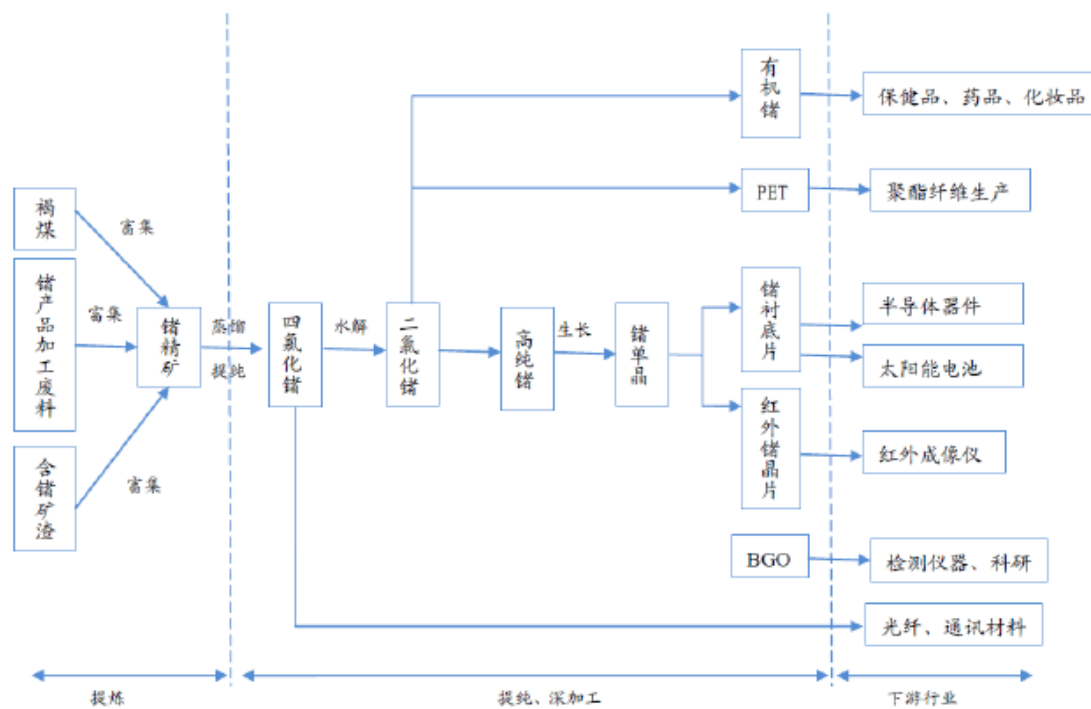 有机锗
保健品、药品、化妆品
PET
聚酯纤维生产
褐煤
富集
锗产品加工废料
富集
锗精矿
蒸馏
提纯
四氯化锗
水解
二氯化锗
高纯锗
生长
锗单晶
锗衬底片
半导体器件
太阳能电池
红外锗晶片
红外成像仪
含锗矿渣
富集
BGO
检测仪器、科研
光纤、通讯材料
提炼
提纯、深加工
下游行业